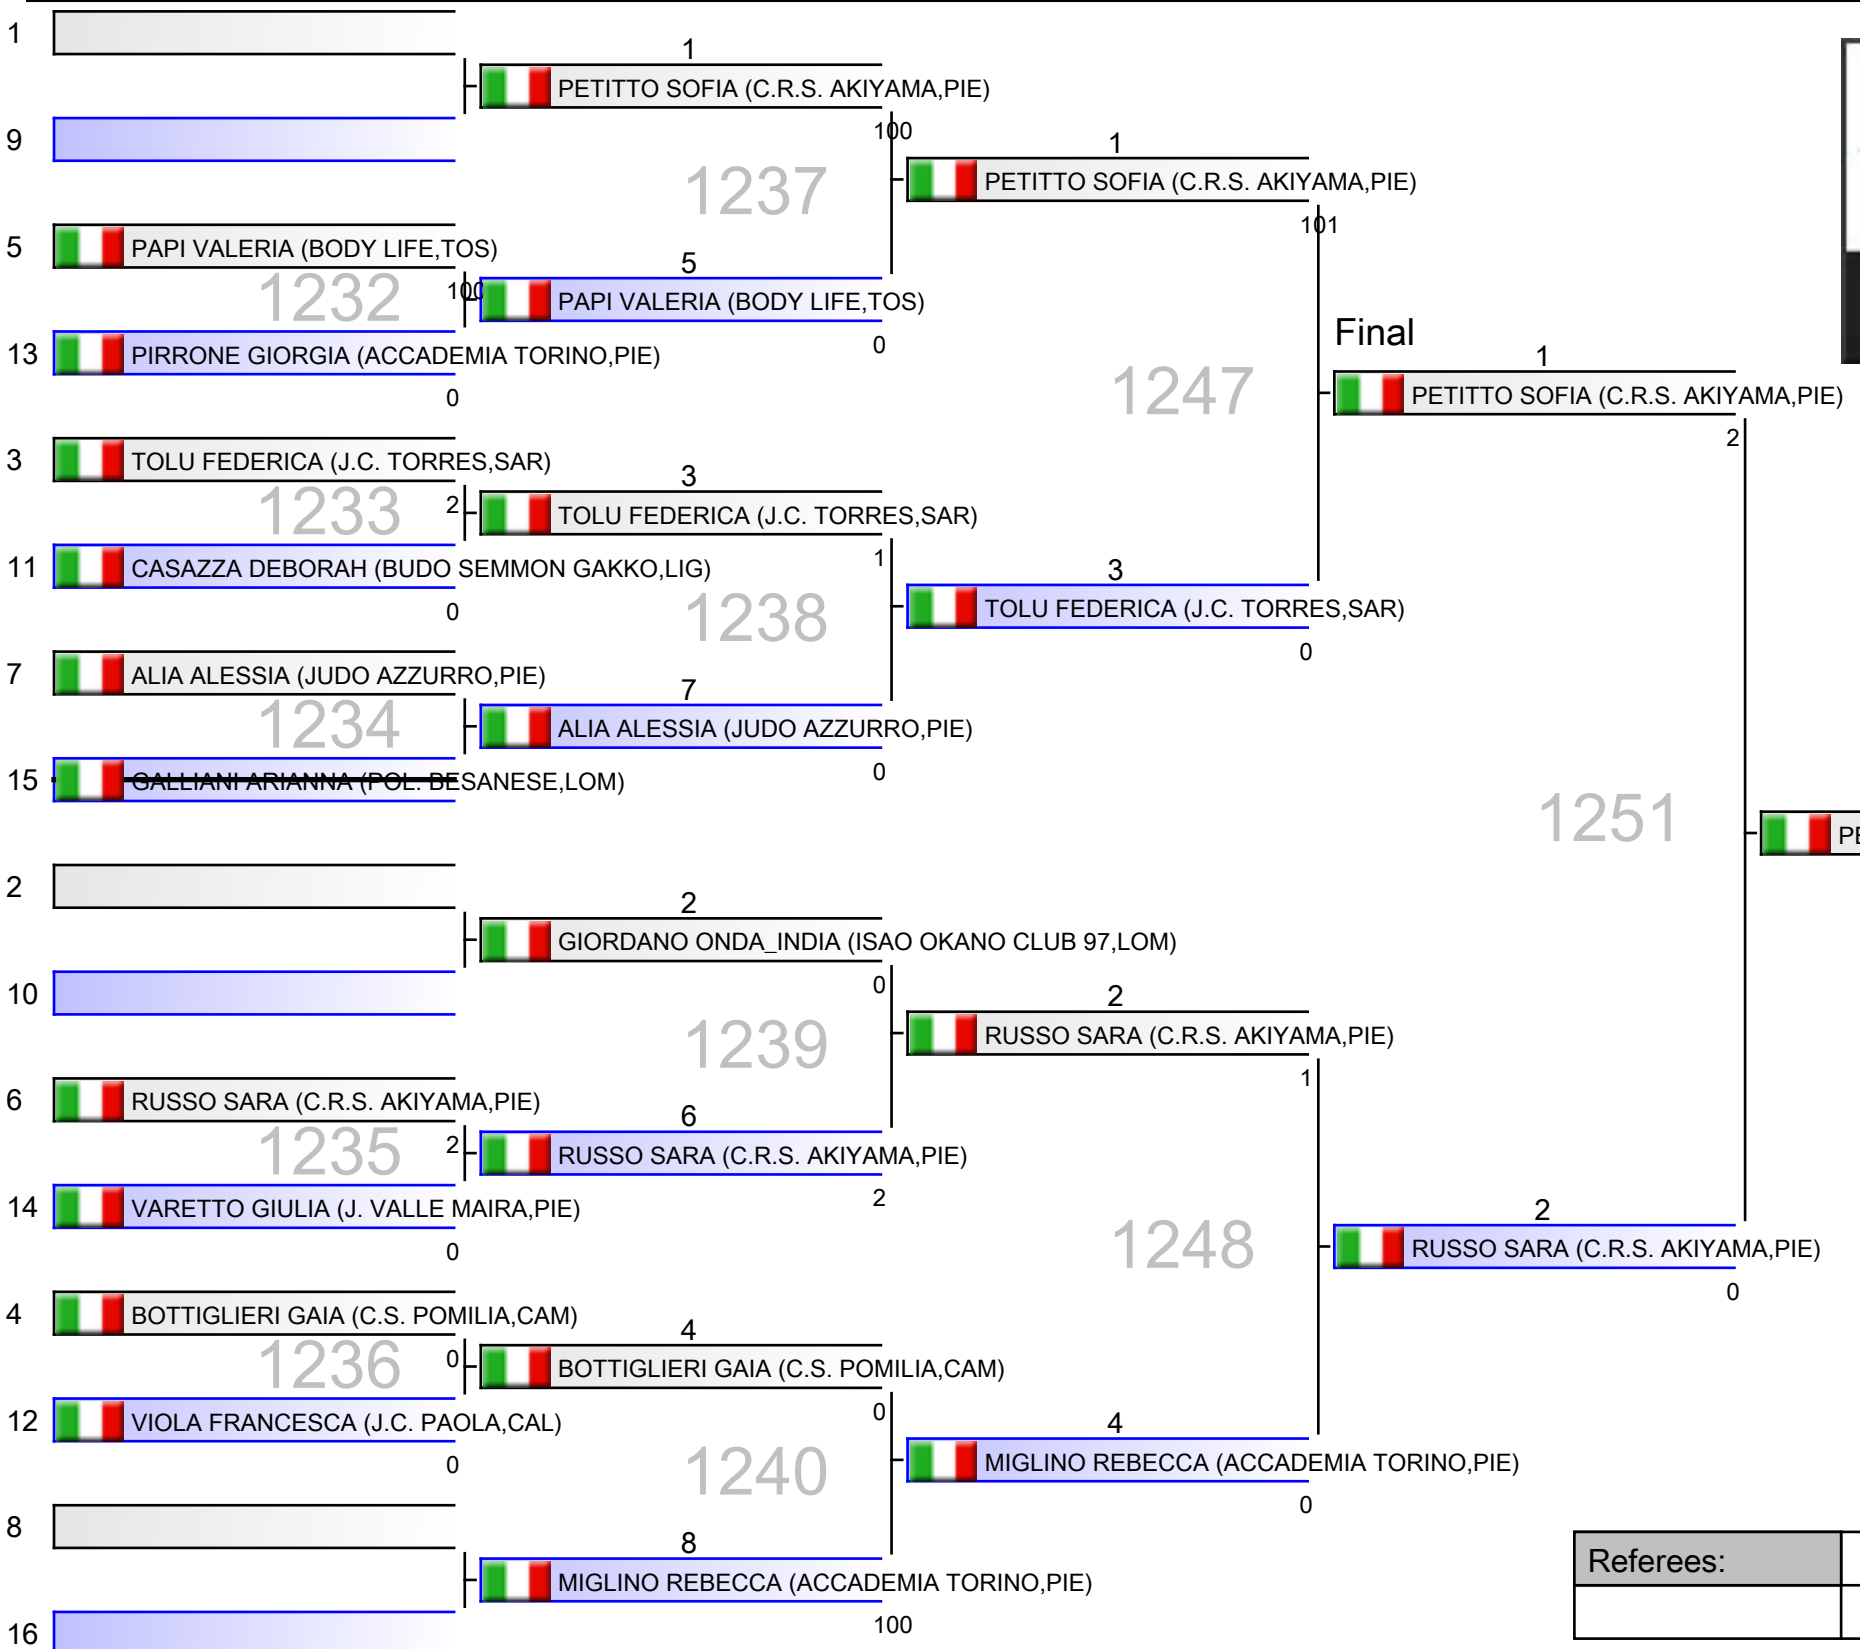 1
1
PETITTO SOFIA (C.R.S. AKIYAMA,PIE)
100
9
1
PETITTO SOFIA (C.R.S. AKIYAMA,PIE)
1237
101
5
PAPI VALERIA (BODY LIFE,TOS)
5
1232
100
PAPI VALERIA (BODY LIFE,TOS)
0
Final
13
PIRRONE GIORGIA (ACCADEMIA TORINO,PIE)
0
1
1247
PETITTO SOFIA (C.R.S. AKIYAMA,PIE)
2
3
TOLU FEDERICA (J.C. TORRES,SAR)
3
1233
2
TOLU FEDERICA (J.C. TORRES,SAR)
1
11
CASAZZA DEBORAH (BUDO SEMMON GAKKO,LIG)
0
3
1238
TOLU FEDERICA (J.C. TORRES,SAR)
0
7
ALIA ALESSIA (JUDO AZZURRO,PIE)
7
1234
ALIA ALESSIA (JUDO AZZURRO,PIE)
0
15
GALLIANI ARIANNA (POL. BESANESE,LOM)
1251
PE
2
2
GIORDANO ONDA_INDIA (ISAO OKANO CLUB 97,LOM)
0
10
2
1239
RUSSO SARA (C.R.S. AKIYAMA,PIE)
1
6
RUSSO SARA (C.R.S. AKIYAMA,PIE)
6
1235
2
RUSSO SARA (C.R.S. AKIYAMA,PIE)
2
14
VARETTO GIULIA (J. VALLE MAIRA,PIE)
0
2
1248
RUSSO SARA (C.R.S. AKIYAMA,PIE)
0
4
BOTTIGLIERI GAIA (C.S. POMILIA,CAM)
4
1236
0
BOTTIGLIERI GAIA (C.S. POMILIA,CAM)
0
12
VIOLA FRANCESCA (J.C. PAOLA,CAL)
0
4
1240
MIGLINO REBECCA (ACCADEMIA TORINO,PIE)
0
8
8
MIGLINO REBECCA (ACCADEMIA TORINO,PIE)
100
16
Referees: